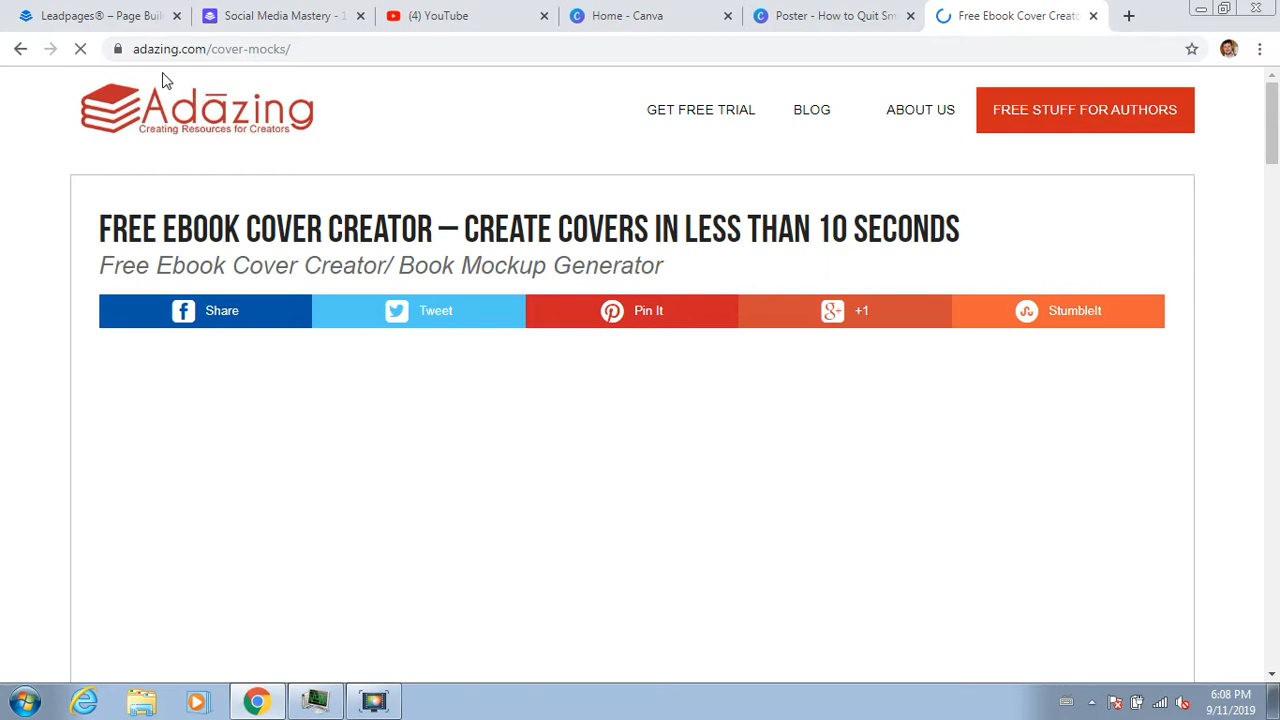 Leadpages® – Page Buil
Social Media Mastery - 1
(4) YouTube
Home - Canva
Poster - How to Quit Sm
Free Ebook Cover Creato
adazing.com/cover-mocks/
Adāzing
Creating Resources for Creators
GET FREE TRIAL
BLOG
ABOUT US
FREE STUFF FOR AUTHORS
FREE EBOOK COVER CREATOR – CREATE COVERS IN LESS THAN 10 SECONDS
Free Ebook Cover Creator/ Book Mockup Generator
Share
Tweet
Pin It
+1
StumbleIt
6:08 PM
9/11/2019